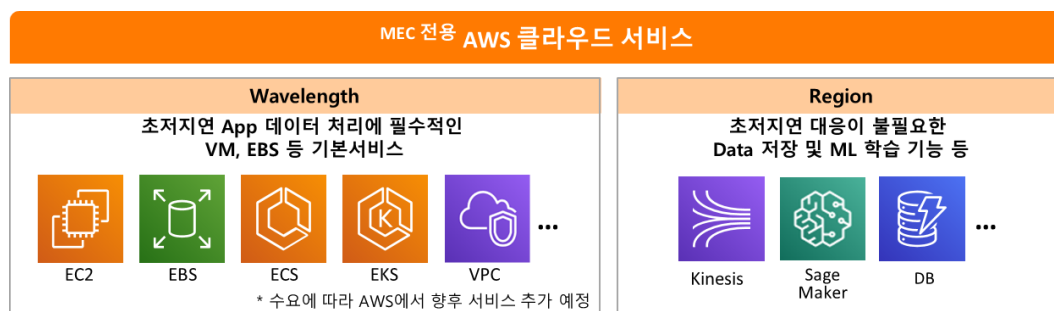 MEC 전용 AWS 클라우드 서비스
Wavelength
초저지연 App 데이터 처리에 필수적인
VM, EBS 등 기본서비스
EC2
EBS
ECS
K
EKS
VPC
...
* 수요에 따라 AWS에서 향후 서비스 추가 예정
Region
초저지연 대응이 불필요한
Data 저장 및 ML 학습 기능 등
Kinesis
Sage
Maker
DB
...